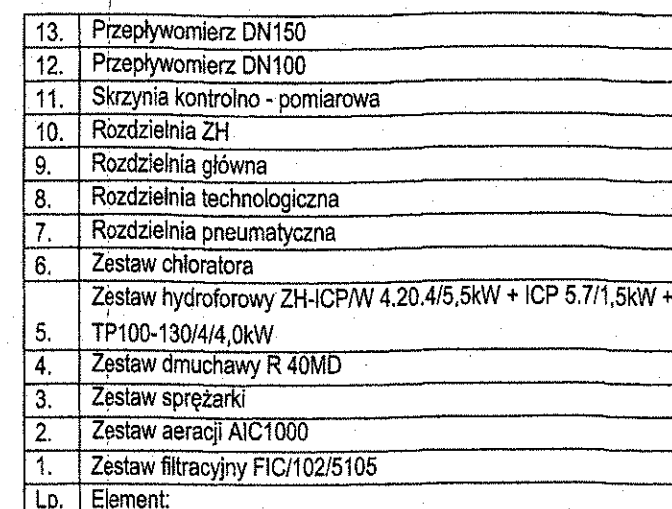 13. Przepływomierz DN150
12. Przepływomierz DN100
11. Skrzynia kontrolno - pomiarowa
10. Rozdzielnia ZH
9. Rozdzielnia główna
8. Rozdzielnia technologiczna
7. Rozdzielnia pneumatyczna
6. Zestaw chloratora
Zestaw hydroforowy ZH-ICP/W 4.20.4/5,5kW + ICP 5.7/1,5kW +
5. TP100-130/4/4,0kW
4. Zestaw dmuchawy R 40MD
3. Zestaw sprężarki
2. Zestaw aeracji AIC1000
1. Zestaw filtracyjny FIC/102/5105
Lp. Element: